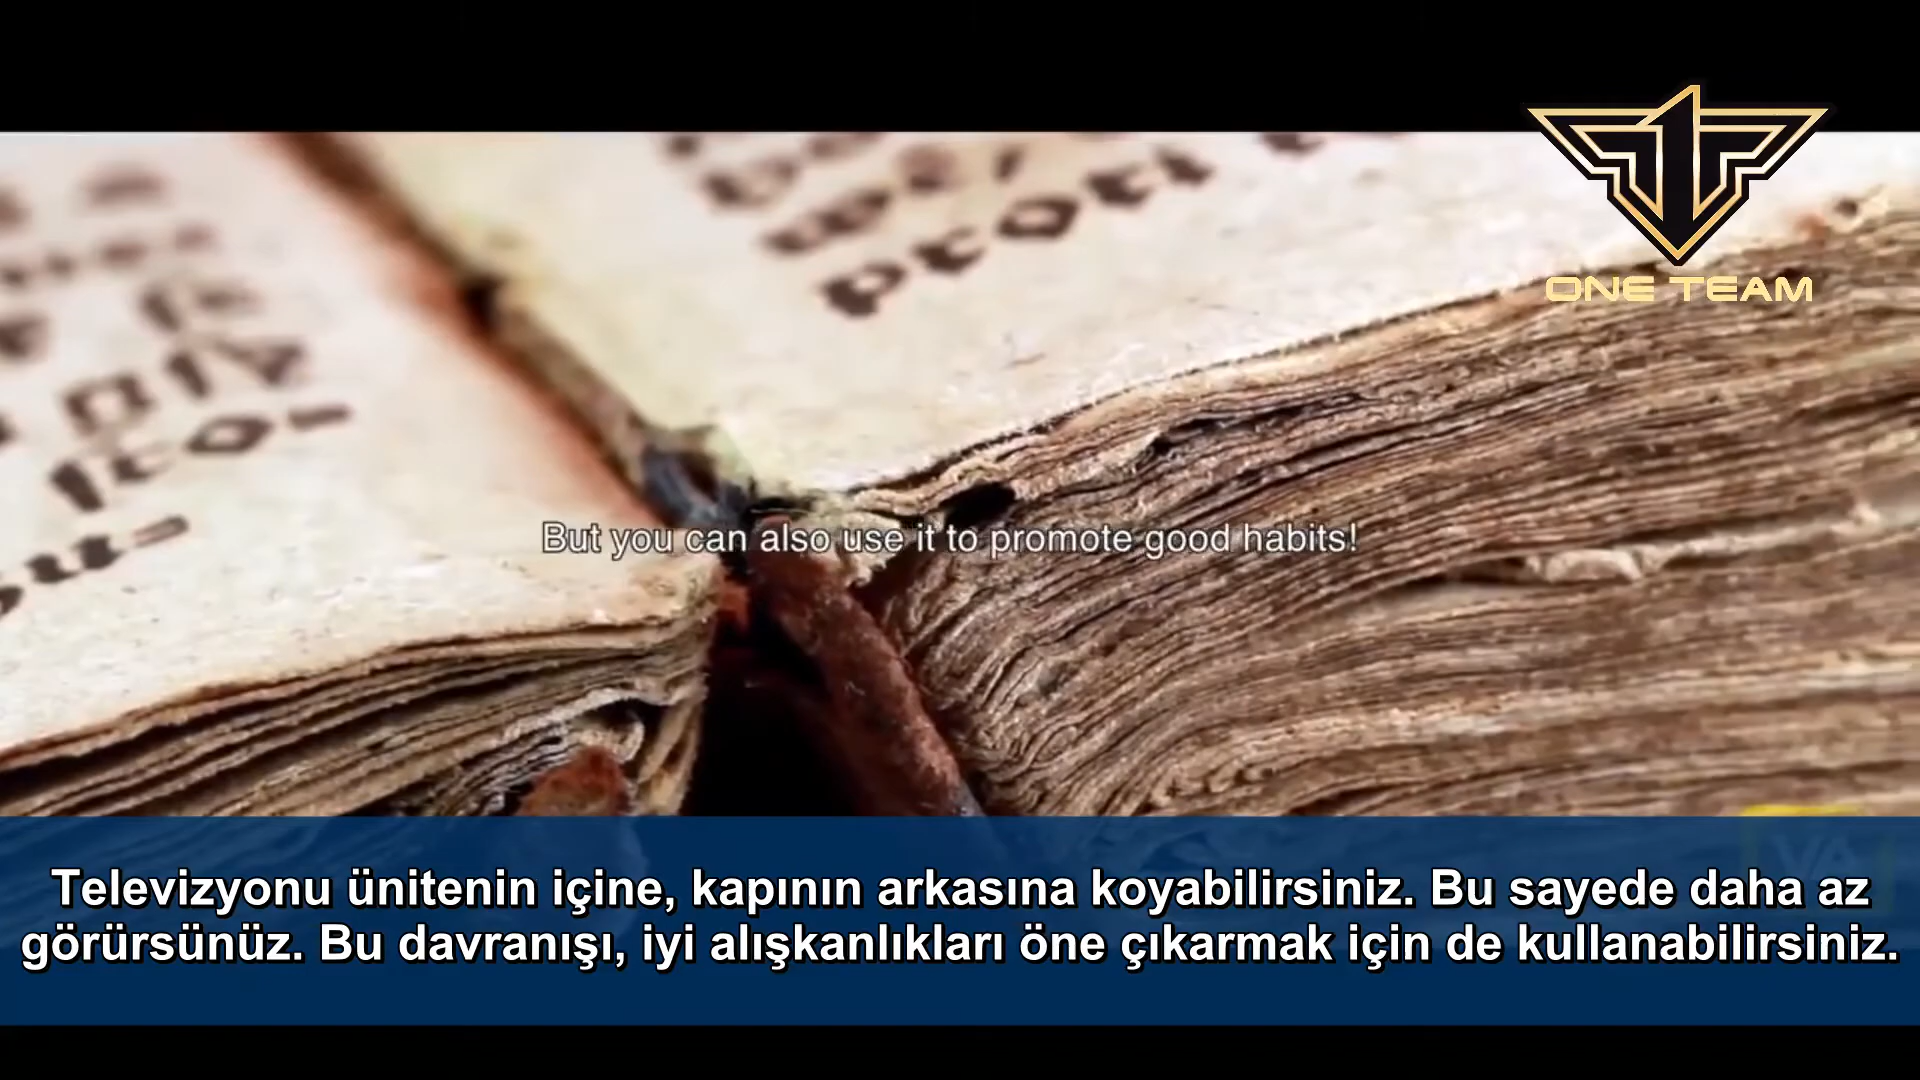 ONE TEAM
prori
But you can also use it to promote good habits!
Televizyonu ünitenin içine, kapının arkasına koyabilirsiniz. Bu sayede daha az
görürsünüz. Bu davranışı, iyi alışkanlıkları öne çıkarmak için de kullanabilirsiniz.